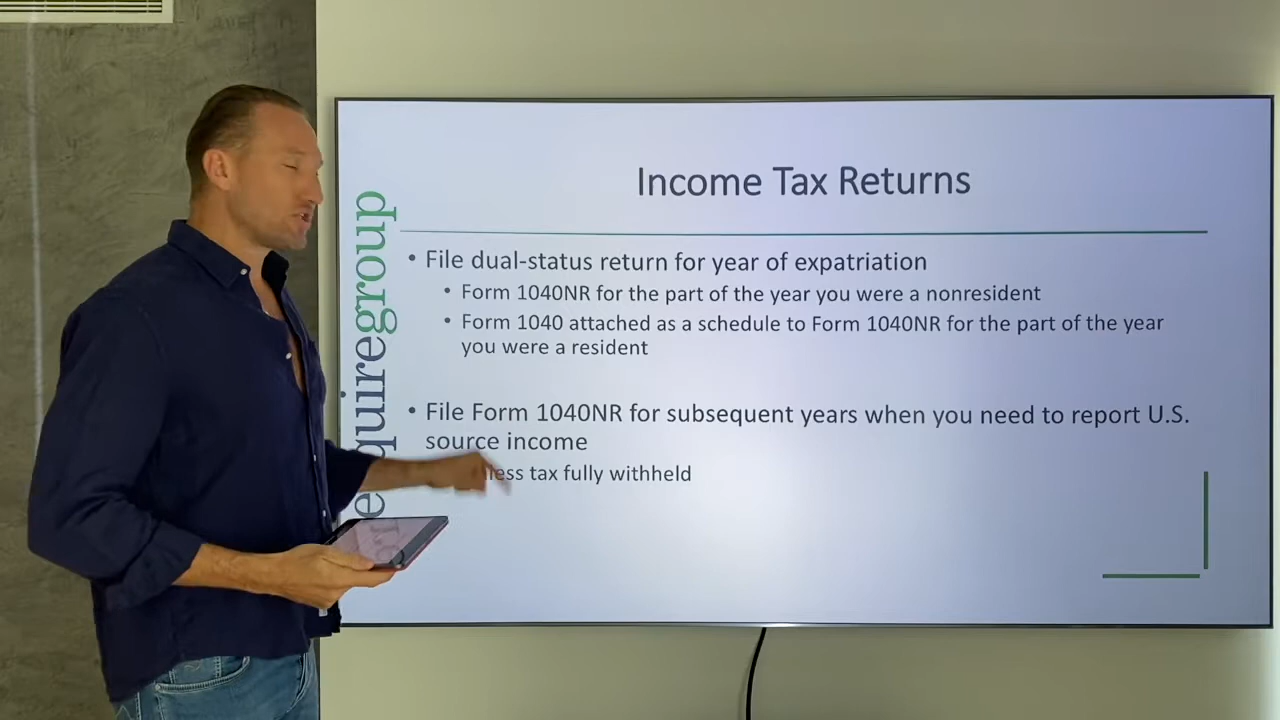 Income Tax Returns
• File dual-status return for year of expatriation
• Form 1040NR for the part of the year you were a nonresident
• Form 1040 attached as a schedule to Form 1040NR for the part of the year
you were a resident
• File Form 1040NR for subsequent years when you need to report U.S.
source income
tax fully withheld
quiregroup